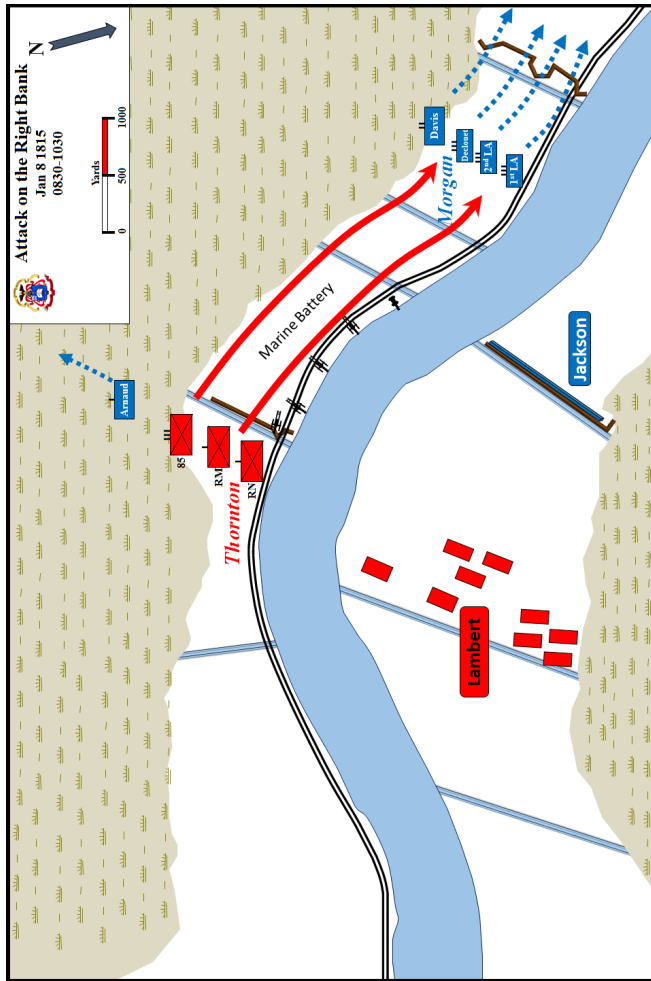 Attack on the Right Bank
Jan 8 1815
0830-1030
Yards
0
500
1000
N
Arnaud
85
RM
RN
Thornton
Marine Battery
Davis
Declouet
2nd LA
1st LA
Morgan
Jackson
Lambert